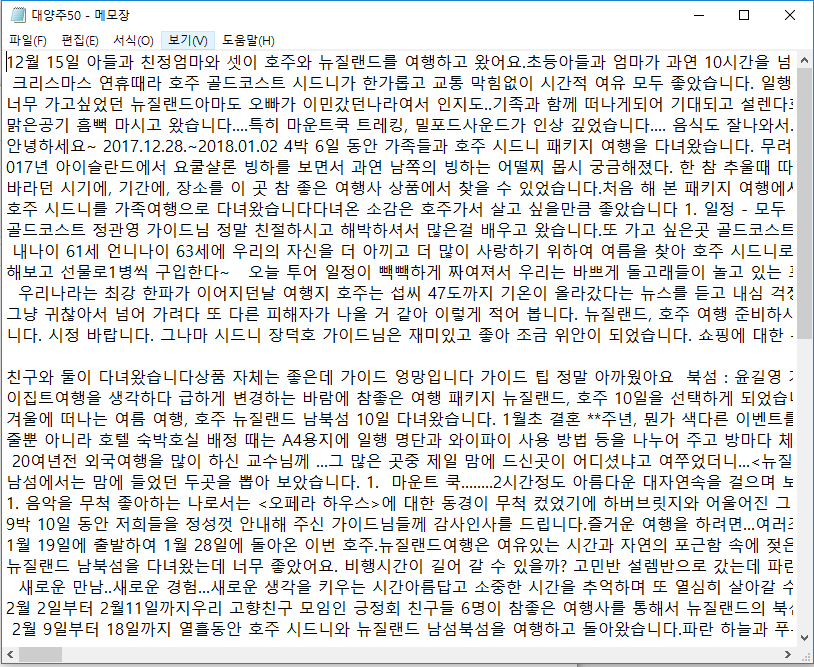 대양주50 - 메모장
파일(F) 편집(E) 서식(O) 보기(V) 도움말(H)
12월 15일 아들과 친정엄마와 셋이 호주와 뉴질랜드를 여행하고 왔어요.초등아들과 엄마가 과연 10시간을 넘
크리스마스 연휴때라 호주 골드코스트 시드니가 한가롭고 교통 막힘없이 시간적 여유 모두 좋았습니다. 일행
너무 가고싶었던 뉴질랜드아마도 오빠가 이민갔던나라여서 인지도..기족과 함께 떠나게되어 기대되고 설렌다
맑은공기 흠뻑 마시고 왔습니다....특히 마운트쿡 트레킹, 밀포드사운드가 인상 깊었습니다.... 음식도 잘나와서.
안녕하세요~ 2017.12.28.~2018.01.02 4박 6일 동안 가족들과 호주 시드니 패키지 여행을 다녀왔습니다. 무려
017년 아이슬란드에서 요쿨살론 빙하를 보면서 과연 남쪽의 빙하는 어떨찌 몹시 궁금해졌다. 한 참 추울때 따
바라던 시기에, 기간에, 장소를 이 곳 참 좋은 여행사 상품에서 찾을 수 있었습니다.처음 해 본 패키지 여행에
호주 시드니를 가족여행으로 다녀왔습니다다녀온 소감은 호주가서 살고 싶을만큼 좋았습니다 1. 일정 - 모두
골드코스트 정관영 가이드님 정말 친절하시고 해박하셔서 많은걸 배우고 왔습니다.또 가고 싶은곳 골드코스트
내나이 61세 언니나이 63세에 우리의 자신을 더 아끼고 더 많이 사랑하기 위하여 여름을 찾아 호주 시드니로
해보고 선물로1병씩 구입한다~ 오늘 투어 일정이 빽빽하게 짜여져서 우리는 바쁘게 돌고래들이 놀고 있는
우리나라는 최강 한파가 이어지던날 여행지 호주는 섭씨 47도까지 기온이 올라갔다는 뉴스를 듣고 내심 걱정
그냥 귀찮아서 넘어 가려다 또 다른 피해자가 나올 거 같아 이렇게 적어 봅니다. 뉴질랜드, 호주 여행 준비하시
니다. 시정 바랍니다. 그나마 시드니 장덕호 가이드님은 재미있고 좋아 조금 위안이 되었습니다. 쇼핑에 대한
친구와 둘이 다녀왔습니다상품 자체는 좋은데 가이드 엉망입니다 가이드 팁 정말 아까웠아요 북섬 : 윤길영
이집트여행을 생각하다 급하게 변경하는 바람에 참좋은 여행 패키지 뉴질랜드, 호주 10일을 선택하게 되었습니
겨울에 떠나는 여름 여행, 호주 뉴질랜드 남북섬 10일 다녀왔습니다. 1월초 결혼 **주년, 뭔가 색다른 이벤트를
줄뿐 아니라 호텔 숙박호실 배정 때는 A4용지에 일행 명단과 와이파이 사용 방법 등을 나누어 주고 방마다 체
20여년전 외국여행을 많이 하신 교수님께 ...그 많은 곳중 제일 맘에 드신곳이 어디셨냐고 여쭈었더니...<뉴질
남섬에서는 맘에 들었던 두곳을 뽑아 보았습니다. 1. 마운트 쿡........2시간정도 아름다운 대자연속을 걸으며 보
1. 음악을 무척 좋아하는 나로서는 <오페라 하우스>에 대한 동경이 무척 컸었기에 하버브릿지와 어울어진 그
9박 10일 동안 저희들을 정성껏 안내해 주신 가이드님들께 감사인사를 드립니다.즐거운 여행을 하려면...여러
1월 19일에 출발하여 1월 28일에 돌아온 이번 호주.뉴질랜드여행은 여유있는 시간과 자연의 포근함 속에 젖은
뉴질랜드 남북섬을 다녀왔는데 너무 좋았어요. 비행시간이 길어 갈 수 있을까? 고민반 설렘반으로 갔는데 파란
새로운 만남..새로운 경험...새로운 생각을 키우는 시간아름답고 소중한 시간을 추억하며 또 열심히 살아갈 수
2월 2일부터 2월11일까지우리 고향친구 모임인 긍정회 친구들 6명이 참좋은 여행사를 통해서 뉴질랜드의 북섬
2월 9일부터 18일까지 열흘동안 호주 시드니와 뉴질랜드 남섬북섬을 여행하고 돌아왔습니다.파란 하늘과 푸